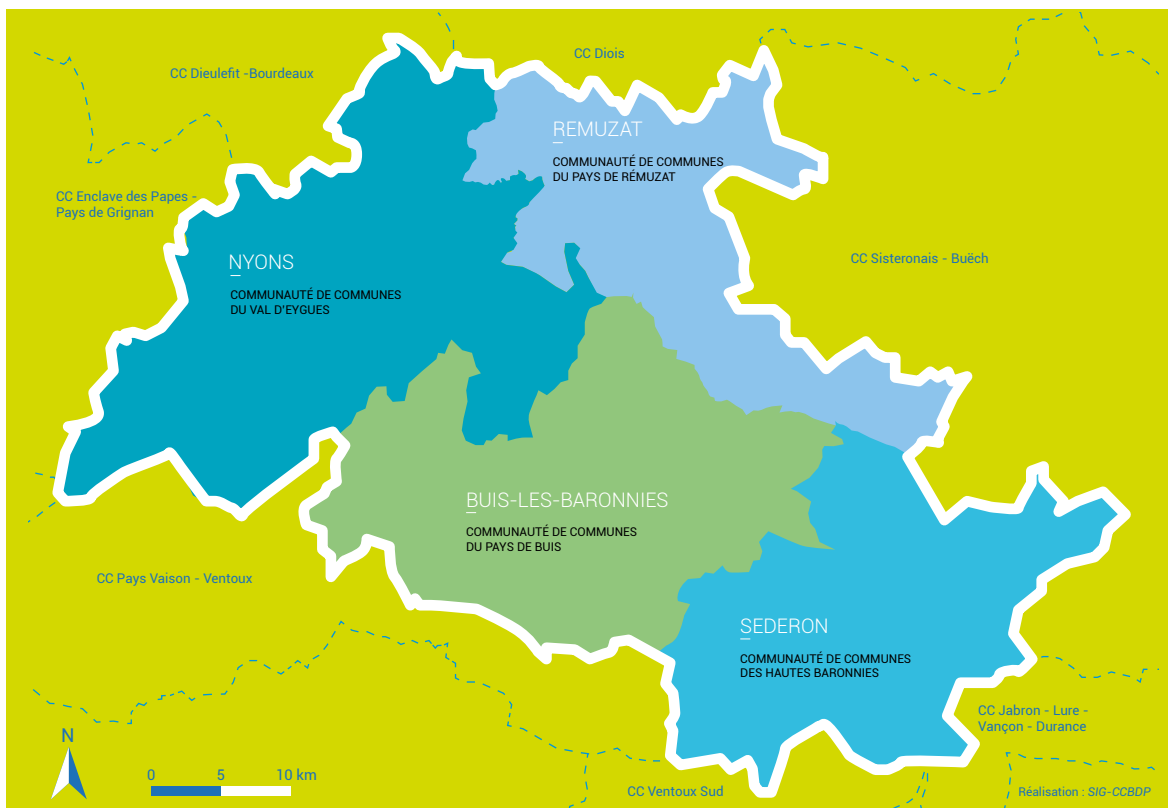 CC Diois
CC Dieulefit -Bourdeaux
REMUZAT
COMMUNAUTÉ DE COMMUNES
DU PAYS DE RÉMUZAT
CC Enclave des Papes -
Pays de Grignan
NYONS
COMMUNAUTÉ DE COMMUNES
DU VAL D'EYGUES
CC Sisteronais - Buëch
BUIS-LES-BARONNIES
COMMUNAUTÉ DE COMMUNES
DU PAYS DE BUIS
CC Pays Vaison - Ventoux
SEDERON
COMMUNAUTÉ DE COMMUNES
DES HAUTES BARONNIES
CC Jabron - Lure -
Vançon - Durance
N
0 5 10 km
CC Ventoux Sud
Réalisation : SIG-CCBDP